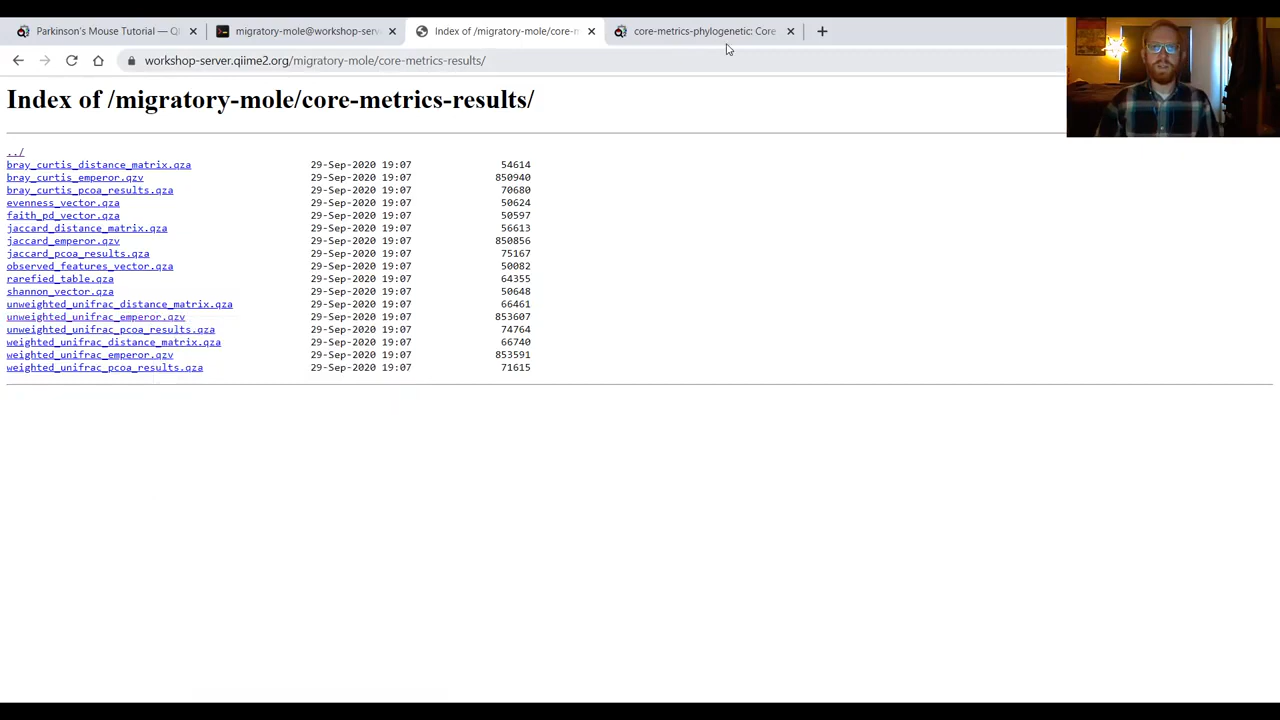 Parkinson's Mouse Tutorial — Q
migratory-mole@workshop-serv
Index of /migratory-mole/core-m
core-metrics-phylogenetic: Core
workshop-server.qiime2.org/migratory-mole/core-metrics-results/
Index of /migratory-mole/core-metrics-results/
../
bray_curtis_distance_matrix.qza 29-Sep-2020 19:07 54614
bray_curtis_emperor.qzv 29-Sep-2020 19:07 850940
bray_curtis_pcoa_results.qza 29-Sep-2020 19:07 70680
evenness_vector.qza 29-Sep-2020 19:07 50624
faith_pd_vector.qza 29-Sep-2020 19:07 50597
jaccard_distance_matrix.qza 29-Sep-2020 19:07 56613
jaccard_emperor.qzv 29-Sep-2020 19:07 850856
jaccard_pcoa_results.qza 29-Sep-2020 19:07 75167
observed_features_vector.qza 29-Sep-2020 19:07 50082
rarefied_table.qza 29-Sep-2020 19:07 64355
shannon_vector.qza 29-Sep-2020 19:07 50648
unweighted_unifrac_distance_matrix.qza 29-Sep-2020 19:07 66461
unweighted_unifrac_emperor.qzv 29-Sep-2020 19:07 853607
unweighted_unifrac_pcoa_results.qza 29-Sep-2020 19:07 74764
weighted_unifrac_distance_matrix.qza 29-Sep-2020 19:07 66740
weighted_unifrac_emperor.qzv 29-Sep-2020 19:07 853591
weighted_unifrac_pcoa_results.qza 29-Sep-2020 19:07 71615